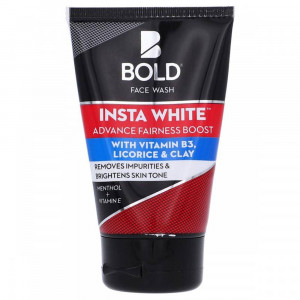 B
BOLD®
FACE WASH
INSTA WHITE™
ADVANCE FAIRNESS BOOST
WITH VITAMIN B3,
LICORICE & CLAY
REMOVES IMPURITIES &
BRIGHTENS SKIN TONE
MENTHOL
+
VITAMIN E